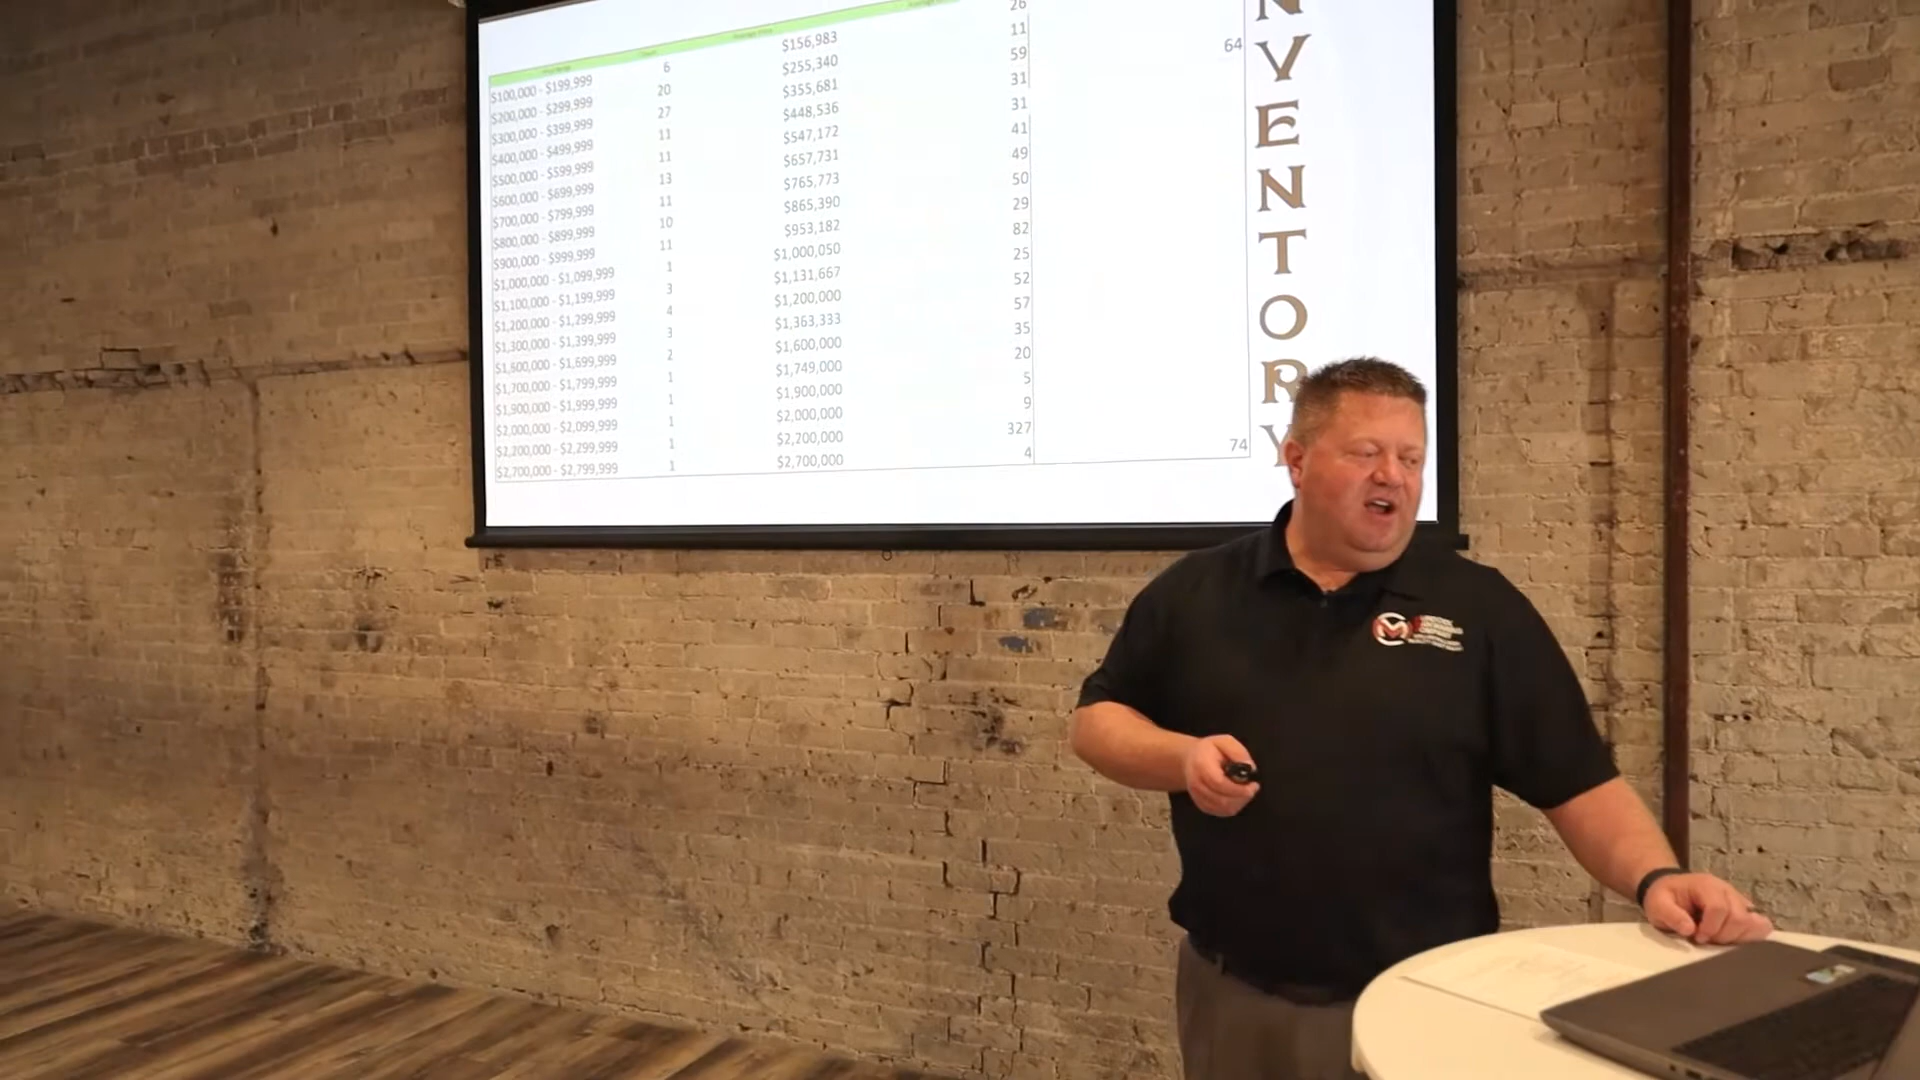 $100,000 - $199,999 6 $156,983 26
$200,000 - $299,999 20 $255,340 11
$300,000 - $399,999 27 $355,681 59 64
$400,000 - $499,999 11 $448,536 31
$500,000 - $599,999 11 $547,172 31
$600,000 - $699,999 13 $657,731 41
$700,000 - $799,999 11 $765,773 49
$800,000 - $899,999 10 $865,390 50
$900,000 - $999,999 11 $953,182 29
$1,000,000 - $1,099,999 1 $1,000,050 82
$1,100,000 - $1,199,999 3 $1,131,667 25
$1,200,000 - $1,299,999 4 $1,200,000 52
$1,300,000 - $1,399,999 3 $1,363,333 57
$1,600,000 - $1,699,999 2 $1,600,000 35
$1,700,000 - $1,799,999 1 $1,749,000 20
$1,900,000 - $1,999,999 1 $1,900,000 5
$2,000,000 - $2,099,999 1 $2,000,000 9
$2,200,000 - $2,299,999 1 $2,200,000 327
$2,700,000 - $2,799,999 1 $2,700,000 4 74
NVENTORY